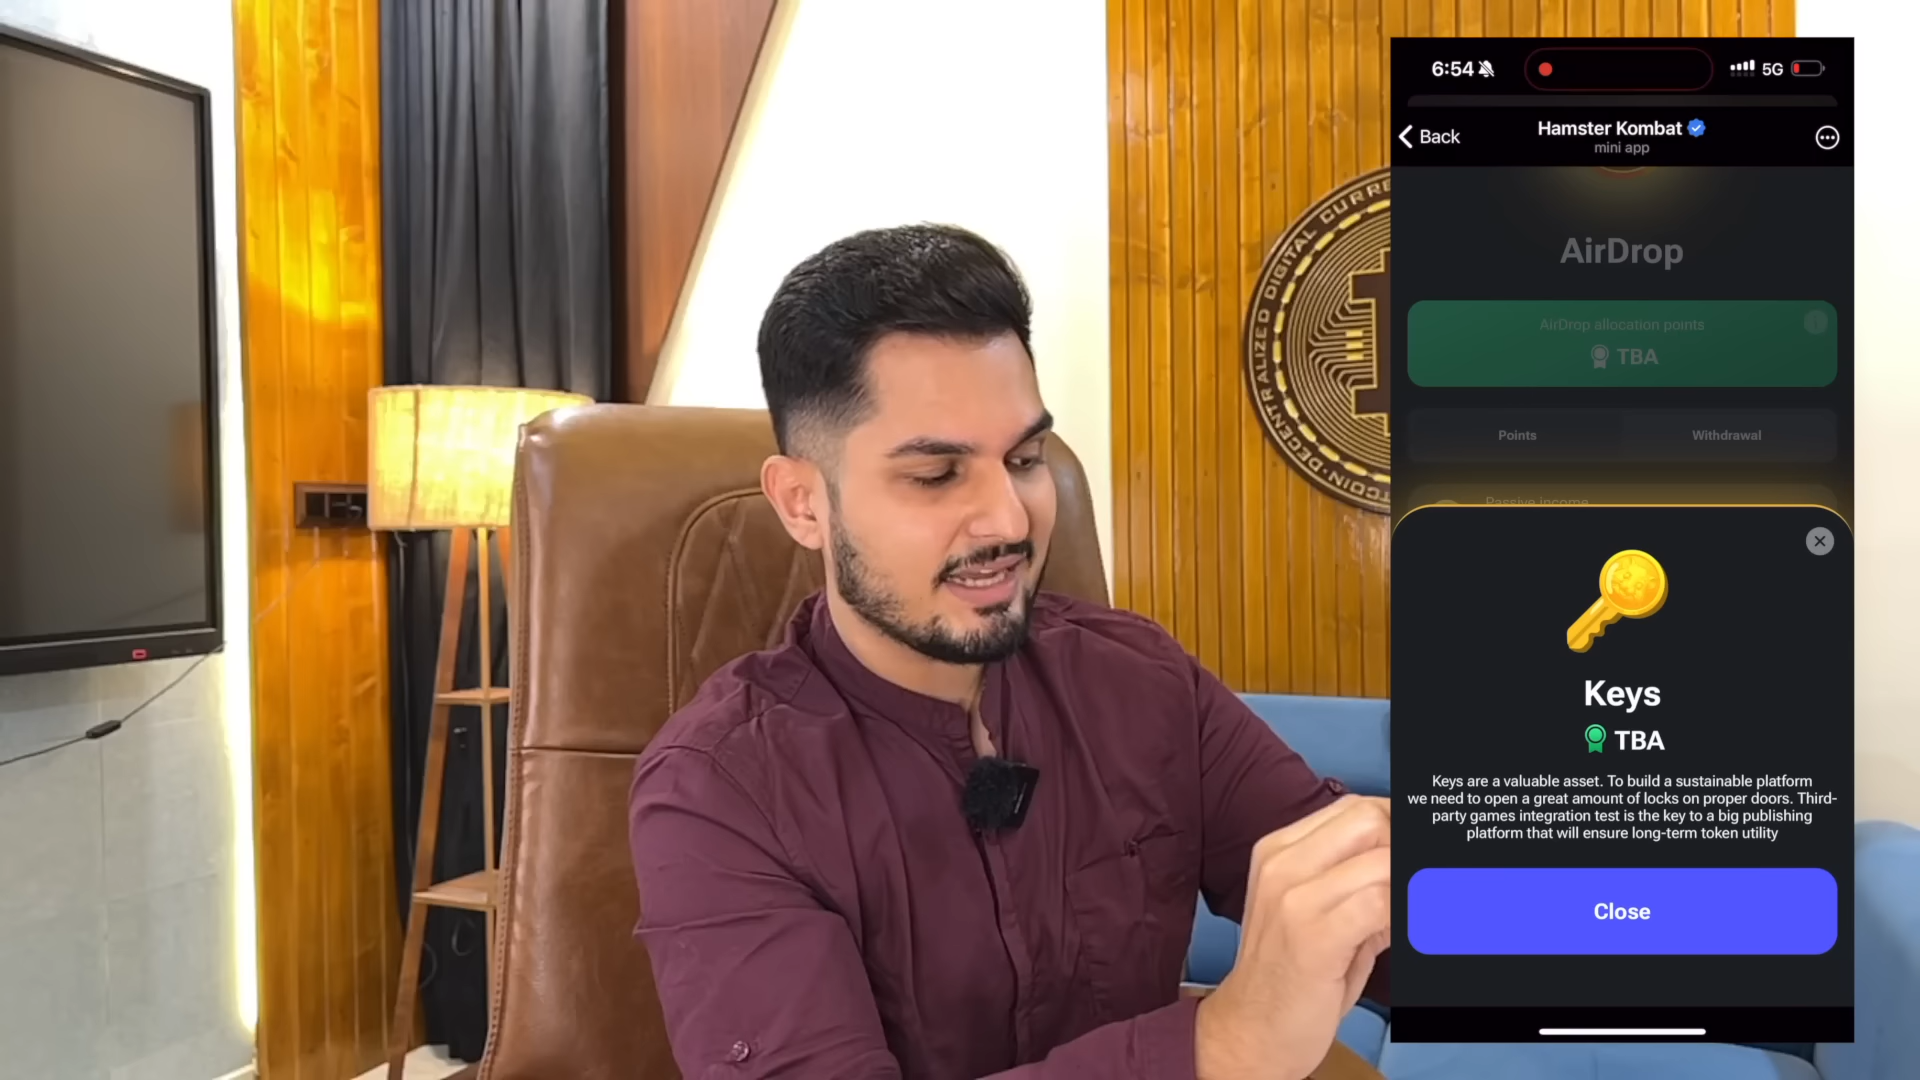 6:54
5G
Back
Hamster Kombat
mini app
AirDrop
AirDrop allocation points
TBA
Points
Withdrawal
Passive income
Keys
TBA
Keys are a valuable asset. To build a sustainable platform
we need to open a great amount of locks on proper doors. Third-
party games integration test is the key to a big publishing
platform that will ensure long-term token utility
Close
DECENTRALIZED DIGITAL CURRE
TCOIN